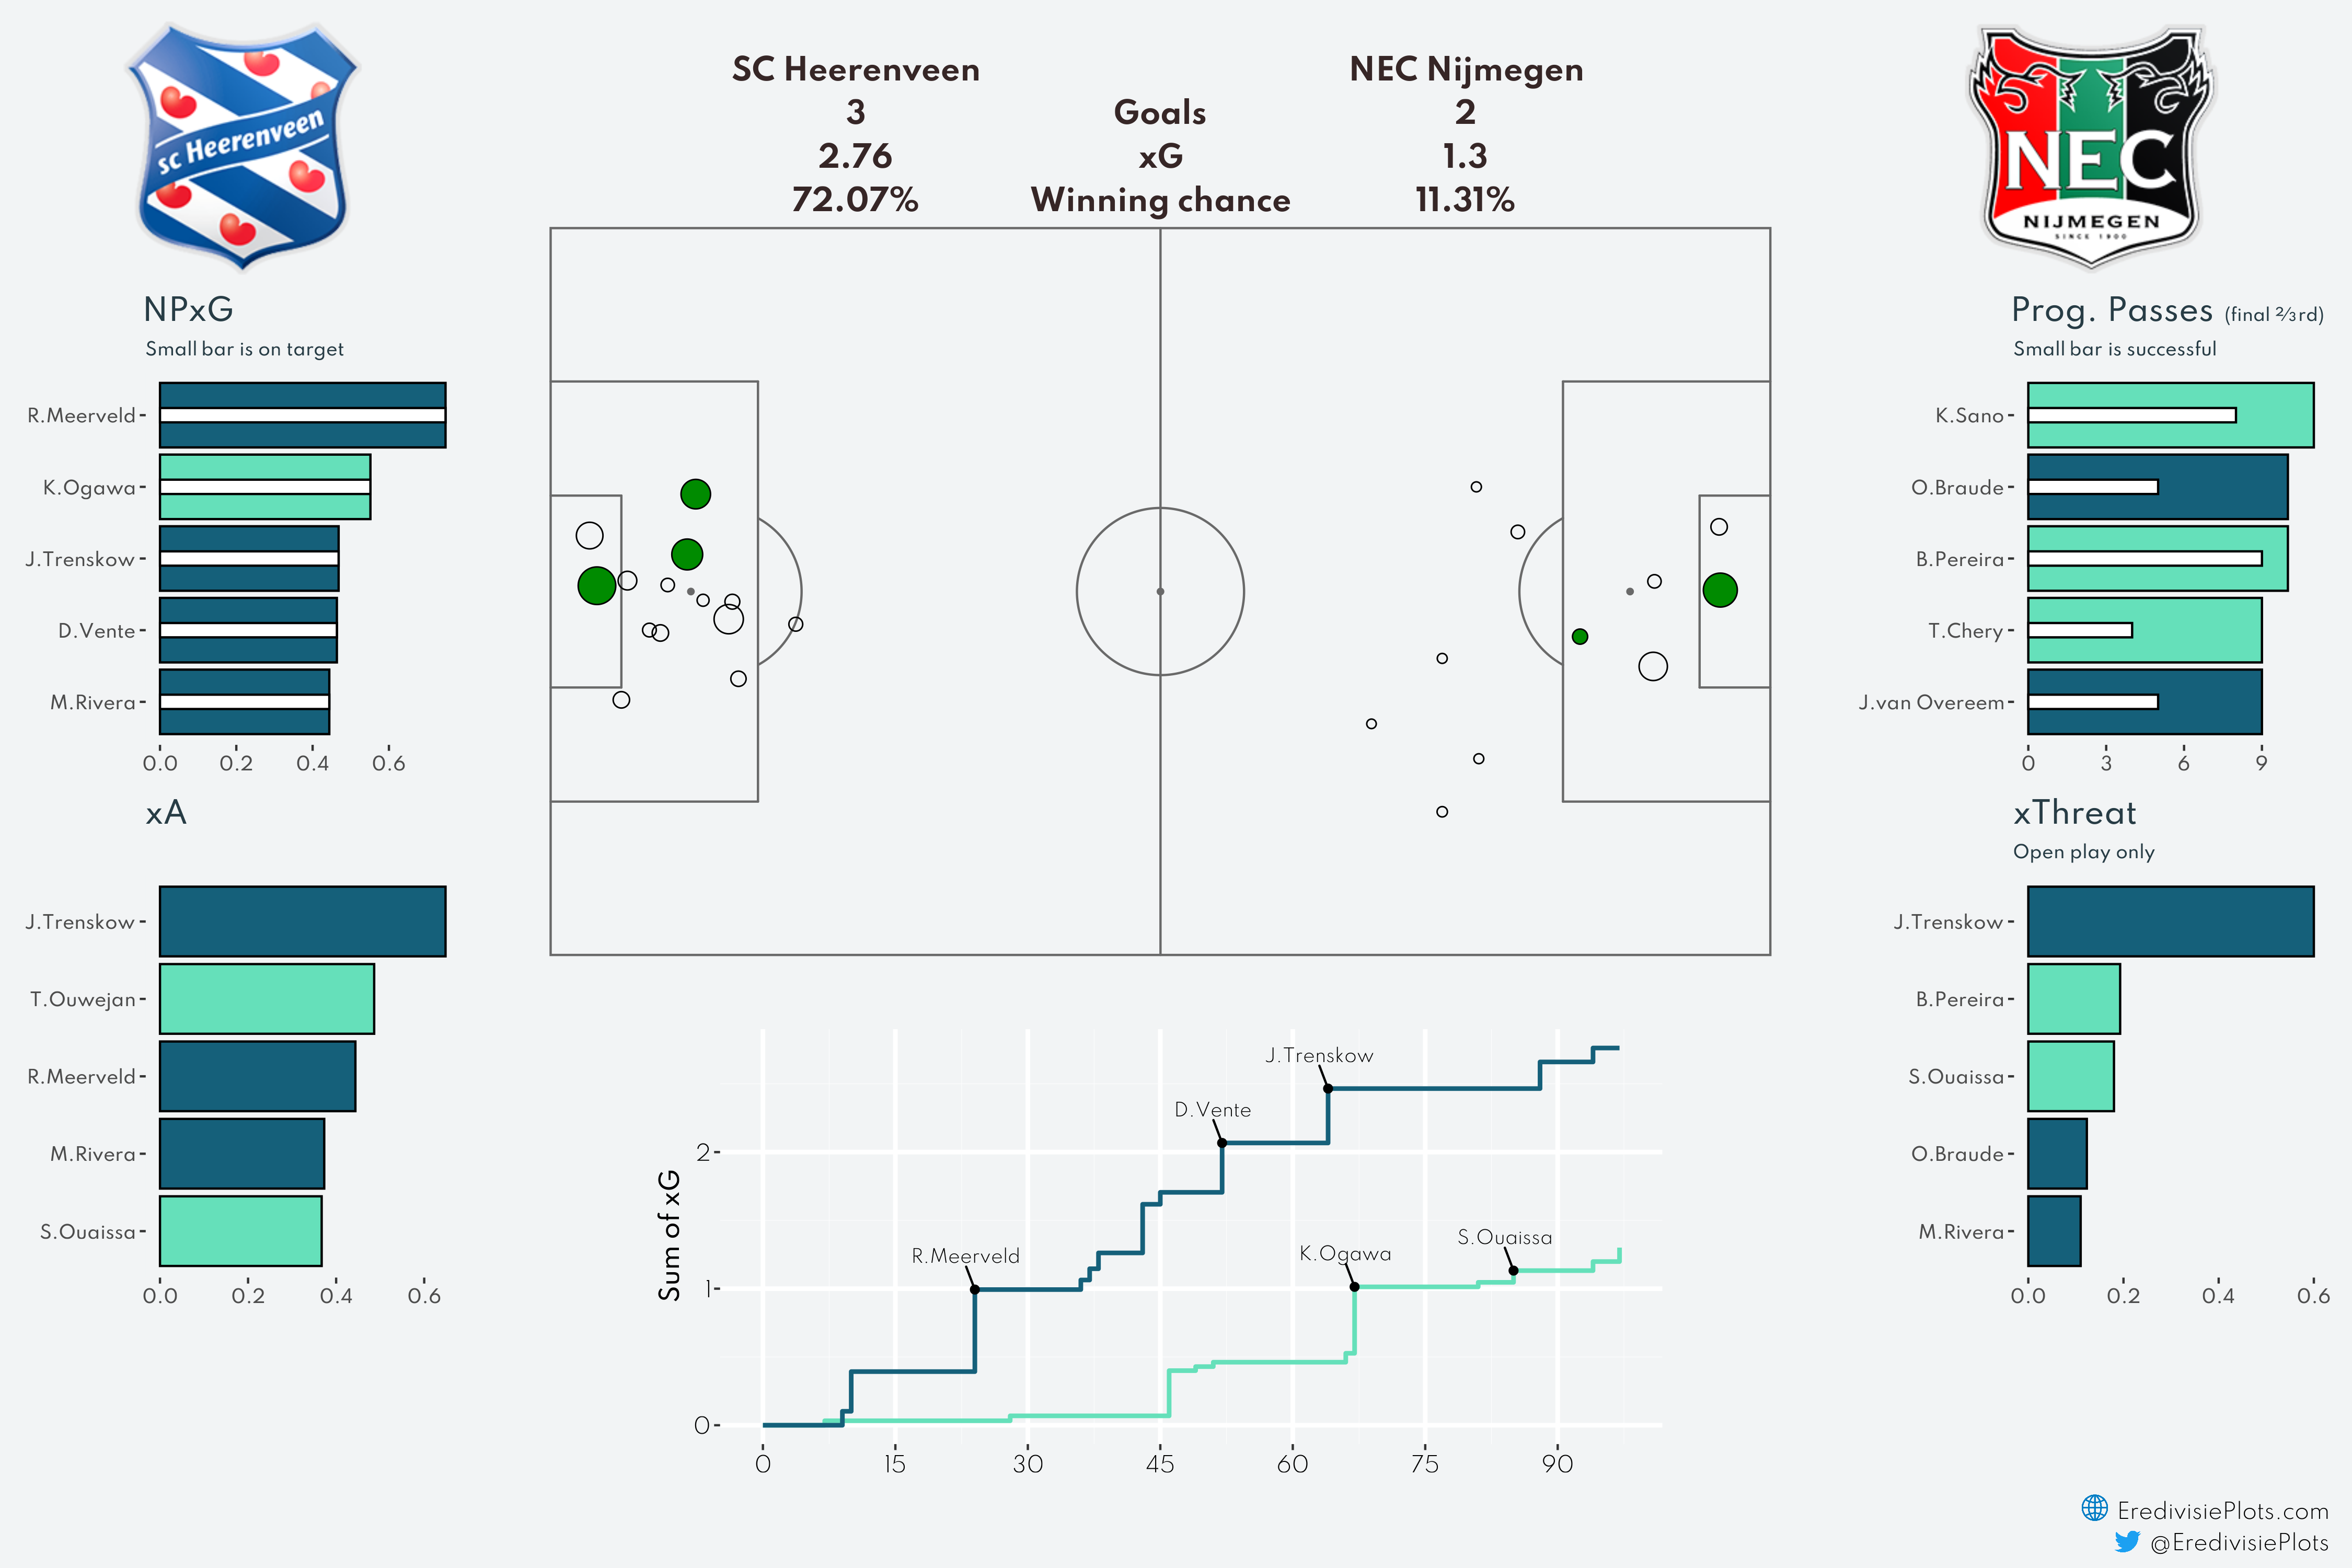 SC Heerenveen NEC Nijmegen
3 Goals 2
2.76 xG 1.3
72.07% Winning chance 11.31%
sc Heerenveen
NEC
NIJMEGEN
SINCE 1900
NPxG
Small bar is on target
R.Meerveld
K.Ogawa
J.Trenskow
D.Vente
M.Rivera
0.0 0.2 0.4 0.6
xA
J.Trenskow
T.Ouwejan
R.Meerveld
M.Rivera
S.Ouaissa
0.0 0.2 0.4 0.6
Prog. Passes (final ⅔rd)
Small bar is successful
K.Sano
O.Braude
B.Pereira
T.Chery
J.van Overeem
0 3 6 9
xThreat
Open play only
J.Trenskow
B.Pereira
S.Ouaissa
O.Braude
M.Rivera
0.0 0.2 0.4 0.6
Sum of xG
2
1
0
J.Trenskow
D.Vente
R.Meerveld
K.Ogawa
S.Ouaissa
0 15 30 45 60 75 90
EredivisiePlots.com
@EredivisiePlots